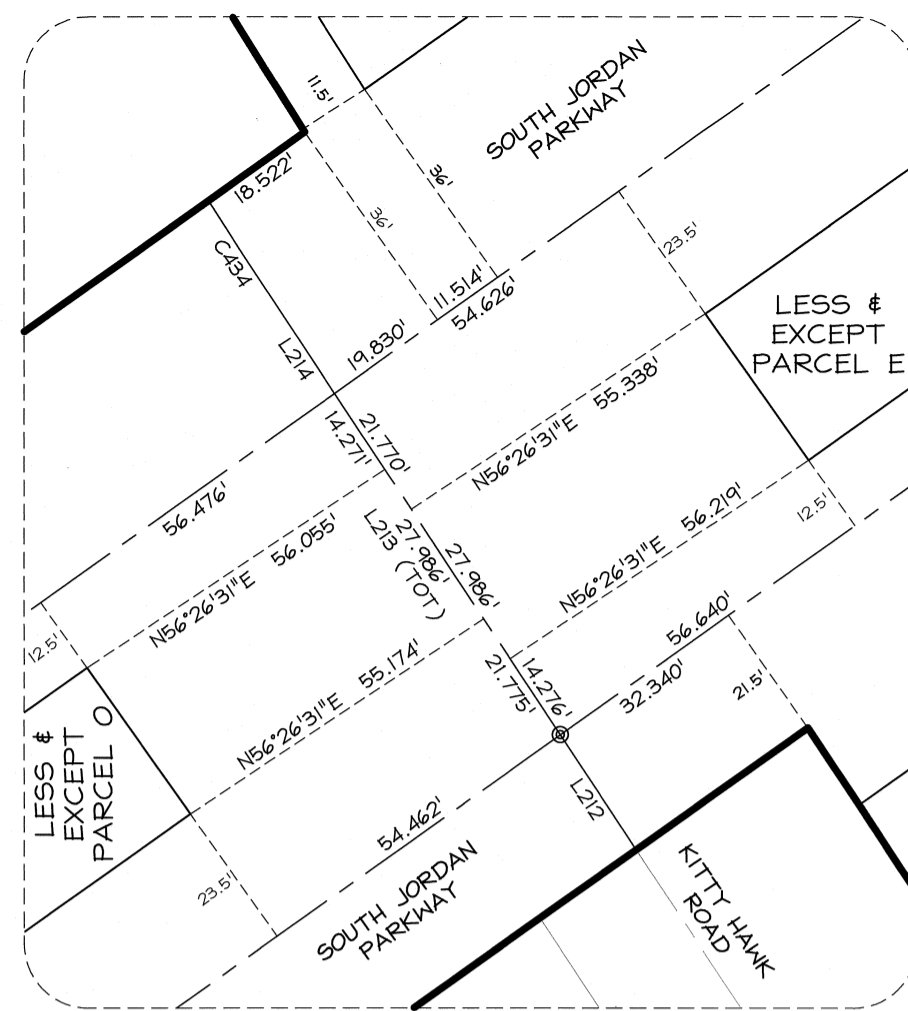 11.5'
SOUTH JORDAN
PARKWAY
18.522'
36'
36'
C434
23.5'
11.514'
54.626'
LESS &
EXCEPT
PARCEL E
19.830'
L214
55.338'
N56°26'31"E
21.770'
14.271'
56.476'
56.219'
12.5'
56.055'
N56°26'31"E
27.986'
27.986'
L213 (TOT)
N56°26'31"E
12.5'
56.640'
55.174'
N56°26'31"E
14.276'
21.775'
32.340'
21.5'
LESS &
EXCEPT
PARCEL O
L212
54.462'
23.5'
SOUTH JORDAN
PARKWAY
KITTY HAWK
ROAD